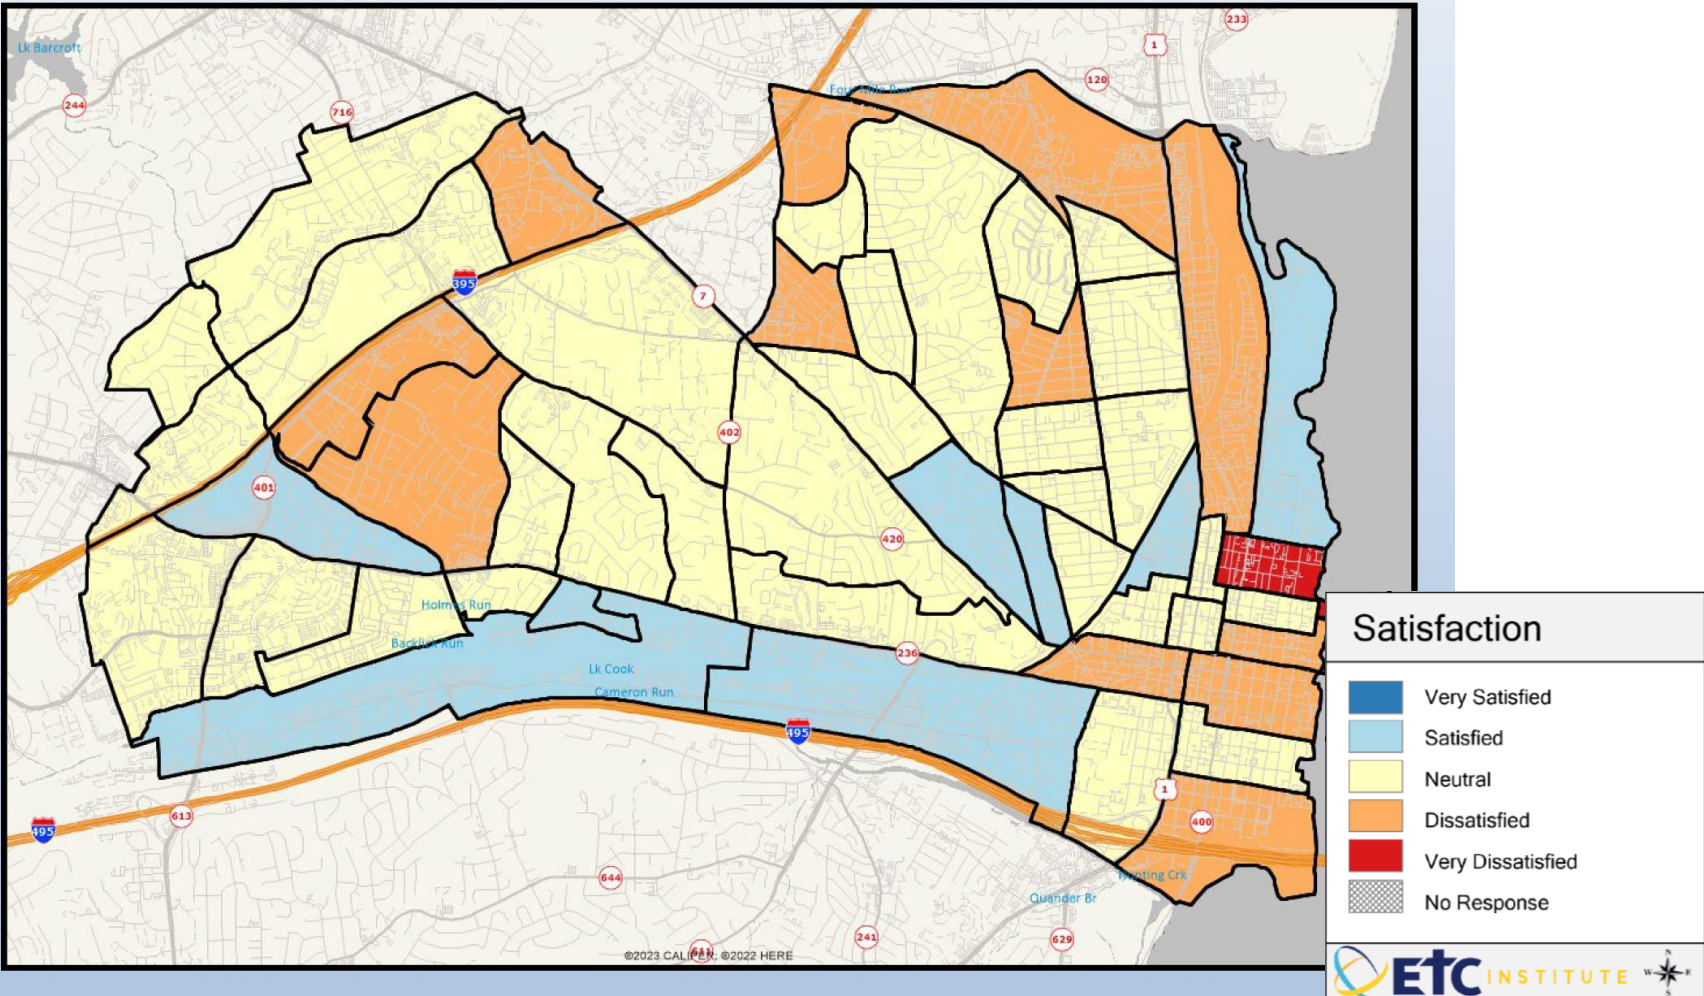 233
1
Lk Barcroft
120
Four Mile Run
244
716
395
7
402
401
420
Holmes Run
Backlick Run
236
Lk Cook
Cameron Run
495
1
613
400
495
644
Quander Br
241
629
©2023 CALIPER; ©2022 HERE
Satisfaction
Very Satisfied
Satisfied
Neutral
Dissatisfied
Very Dissatisfied
No Response
ETC INSTITUTE
N
W E
S